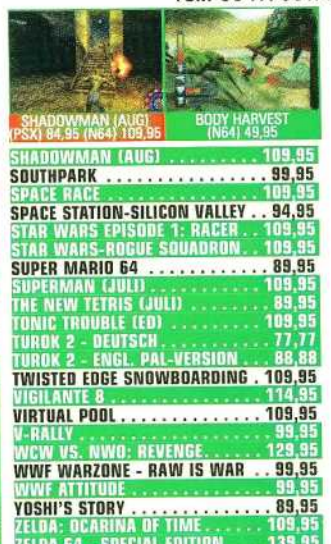 SHADOWMAN (AUG)
(PSX) 84,95 (N64) 109,95
BODY HARVEST
(N64) 49,95
SHADOWMAN (AUG) . . . . . . . . . 109,95
SOUTHPARK . . . . . . . . . . . . . . 99,95
SPACE RACE . . . . . . . . . . . . . 109,95
SPACE STATION-SILICON VALLEY . . 94,95
STAR WARS EPISODE 1: RACER . . 109,95
STAR WARS-ROGUE SQUADRON . . 109,95
SUPER MARIO 64 . . . . . . . . . . . 89,95
SUPERMAN (JULI) . . . . . . . . . . 109,95
THE NEW TETRIS (JULI) . . . . . . . 89,95
TONIC TROUBLE (ED) . . . . . . . . 109,95
TUROK 2 - DEUTSCH . . . . . . . . . 77,77
TUROK 2 - ENGL. PAL-VERSION . . . 88,88
TWISTED EDGE SNOWBOARDING . 109,95
VIGILANTE 8 . . . . . . . . . . . . . 114,95
VIRTUAL POOL . . . . . . . . . . . . 109,95
V-RALLY . . . . . . . . . . . . . . . . 99,95
WCW VS. NWO: REVENGE . . . . . . 129,95
WWF WARZONE - RAW IS WAR . . 99,95
WWF ATTITUDE . . . . . . . . . . . . 99,95
YOSHI'S STORY . . . . . . . . . . . . 89,95
ZELDA: OCARINA OF TIME . . . . . . 109,95
ZELDA 64 - SPECIAL EDITION . . . 139,95